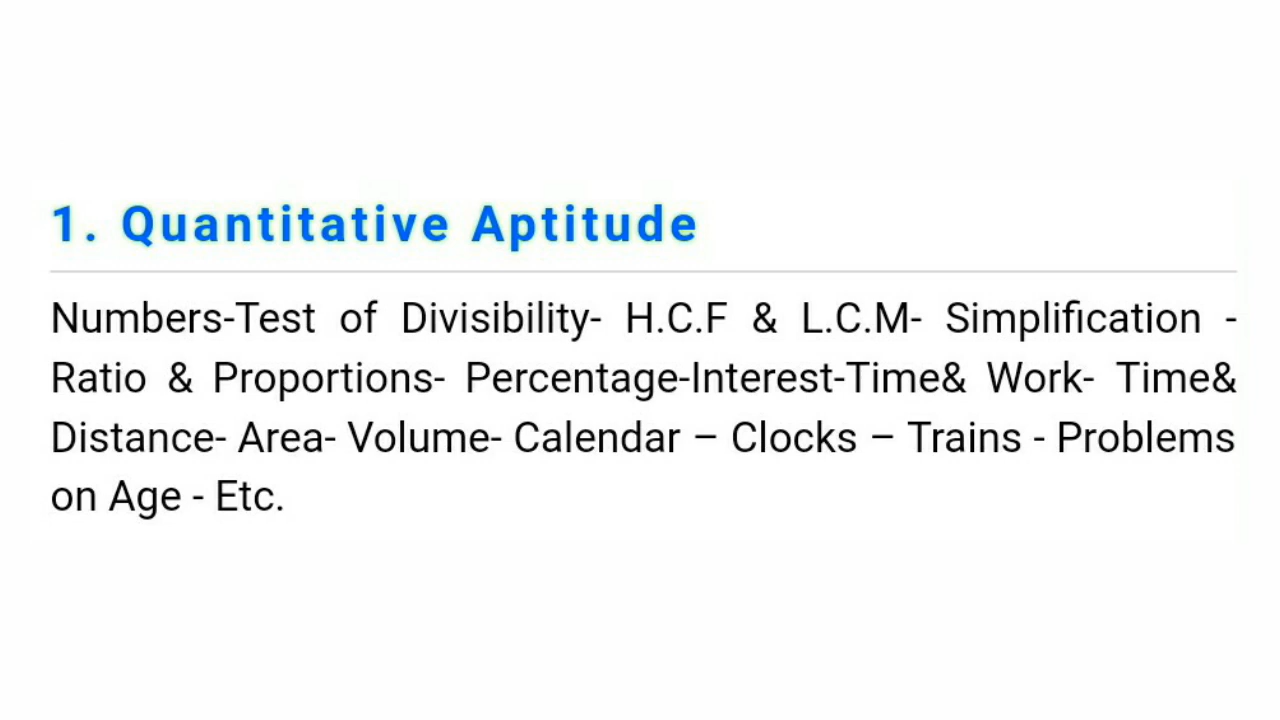 1. Quantitative Aptitude
Numbers-Test of Divisibility- H.C.F & L.C.M- Simplification -
Ratio & Proportions- Percentage-Interest-Time& Work- Time&
Distance- Area- Volume- Calendar – Clocks – Trains - Problems
on Age - Etc.